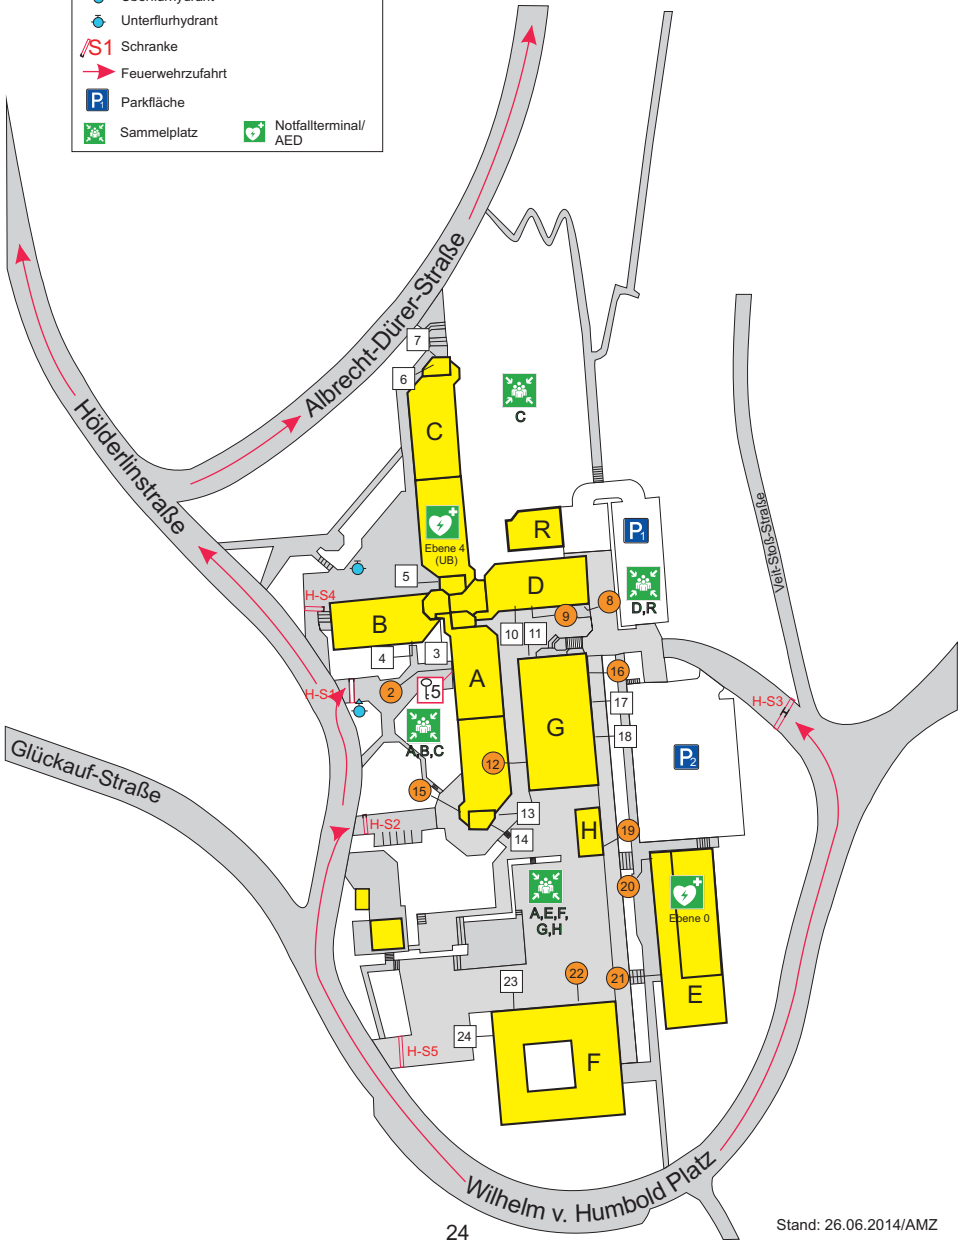 Unterflurhydrant
S1 Schranke
Feuerwehrzufahrt
P1 Parkfläche
Sammelplatz
Notfallterminal/
AED
Albrecht-Dürer-Straße
Hölderlinstraße
Veit-Stoß-Straße
Glückauf-Straße
Wilhelm v. Humbold Platz
7
6
C
C
Ebene 4
(UB)
R
P1
D,R
5
D
H-S4
B
8
9
10
11
4
3
A
2
H-S1
5
A,B,C
16
17
18
G
H-S3
P2
12
15
13
14
H-S2
H
19
20
A,E,F,
G,H
Ebene 0
E
21
22
23
24
H-S5
F
24
Stand: 26.06.2014/AMZ